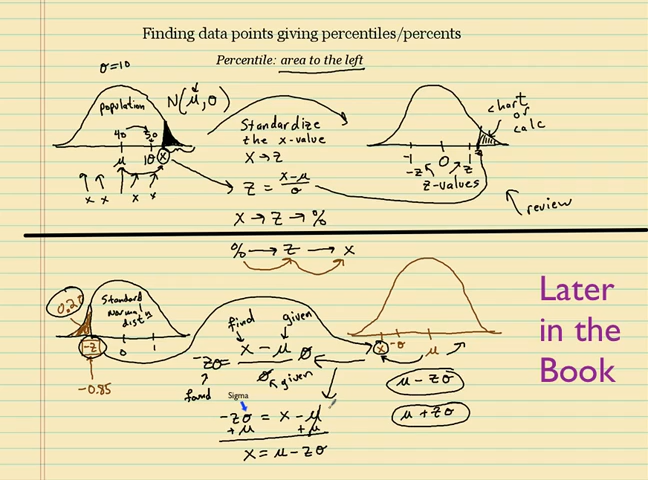 Finding data points giving percentiles/percents
Percentile: area to the left
σ=10
population
N(μ,σ)
40 50
μ 10 x
x x x x
Standardize
the x-value
x→z
z = x-μ
σ
x→z→%
chart
or
calc
-1 0 1
-z z
z-values
review
%→z→x
Standard
normal
dist'n
-z 0 1
-0.85
find given
-zσ = x - μ σ
σ given
found
Sigma
-zσ = x - μ
+μ +μ
x = μ - zσ
x -σ μ
μ - zσ
μ + zσ
Later
in the
Book